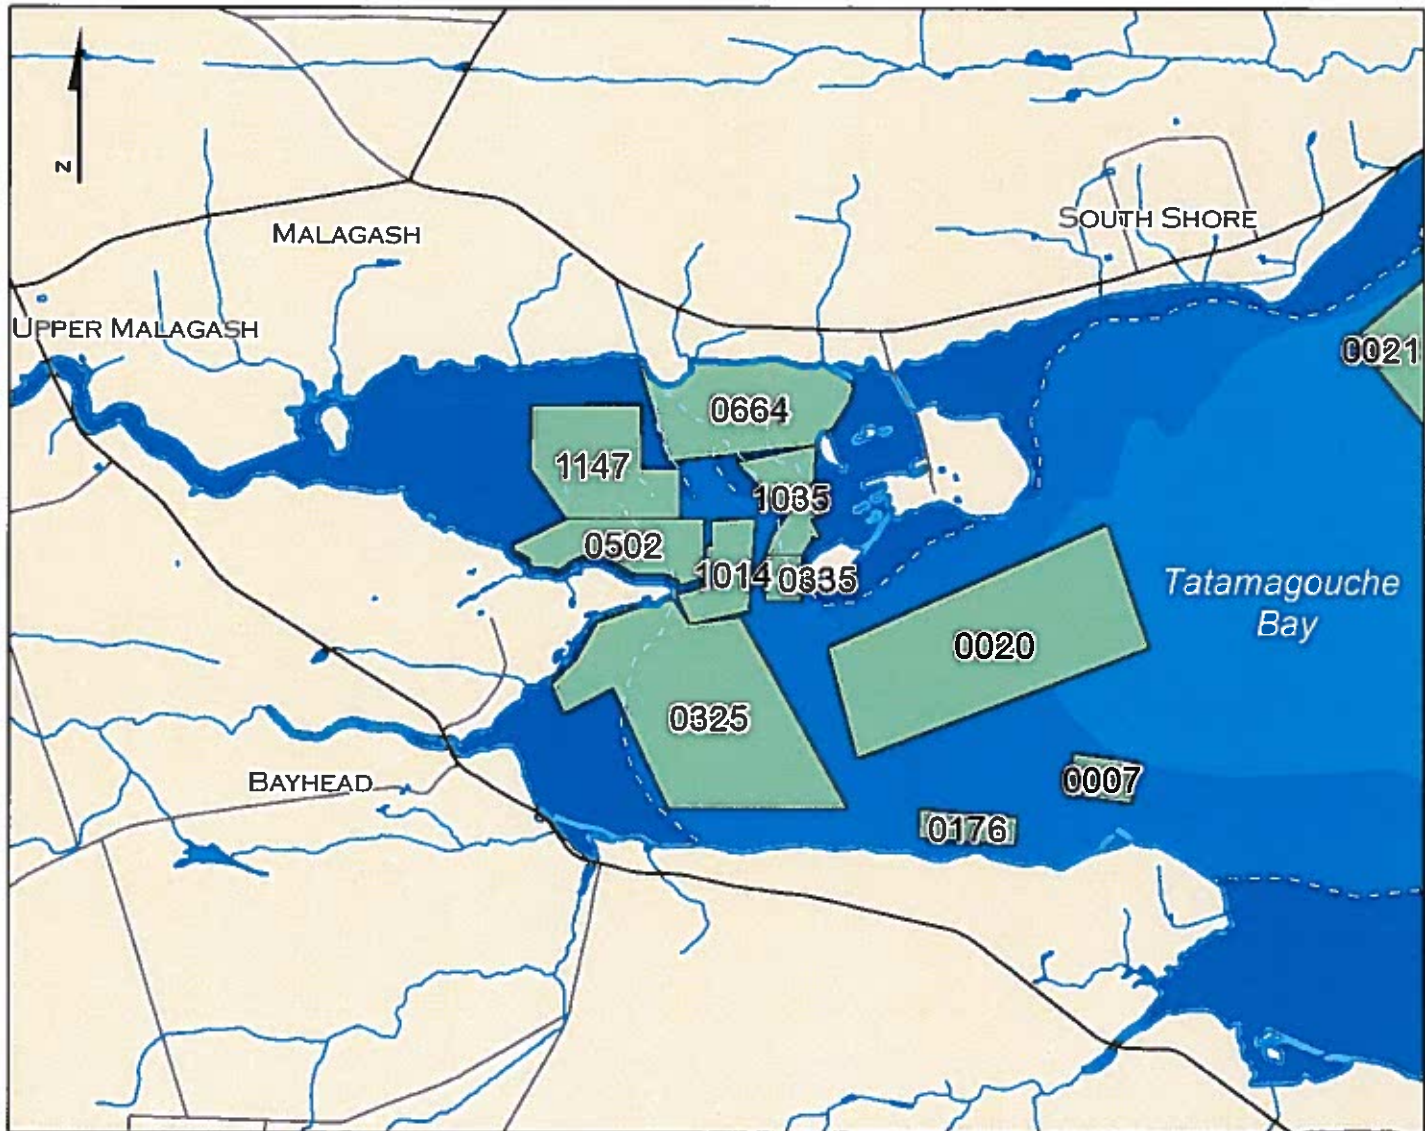 N
MALAGASH
SOUTH SHORE
UPPER MALAGASH
0021
0664
1147
1035
0502
1014
0335
Tatamagouche
Bay
0020
0325
BAYHEAD
0007
0176